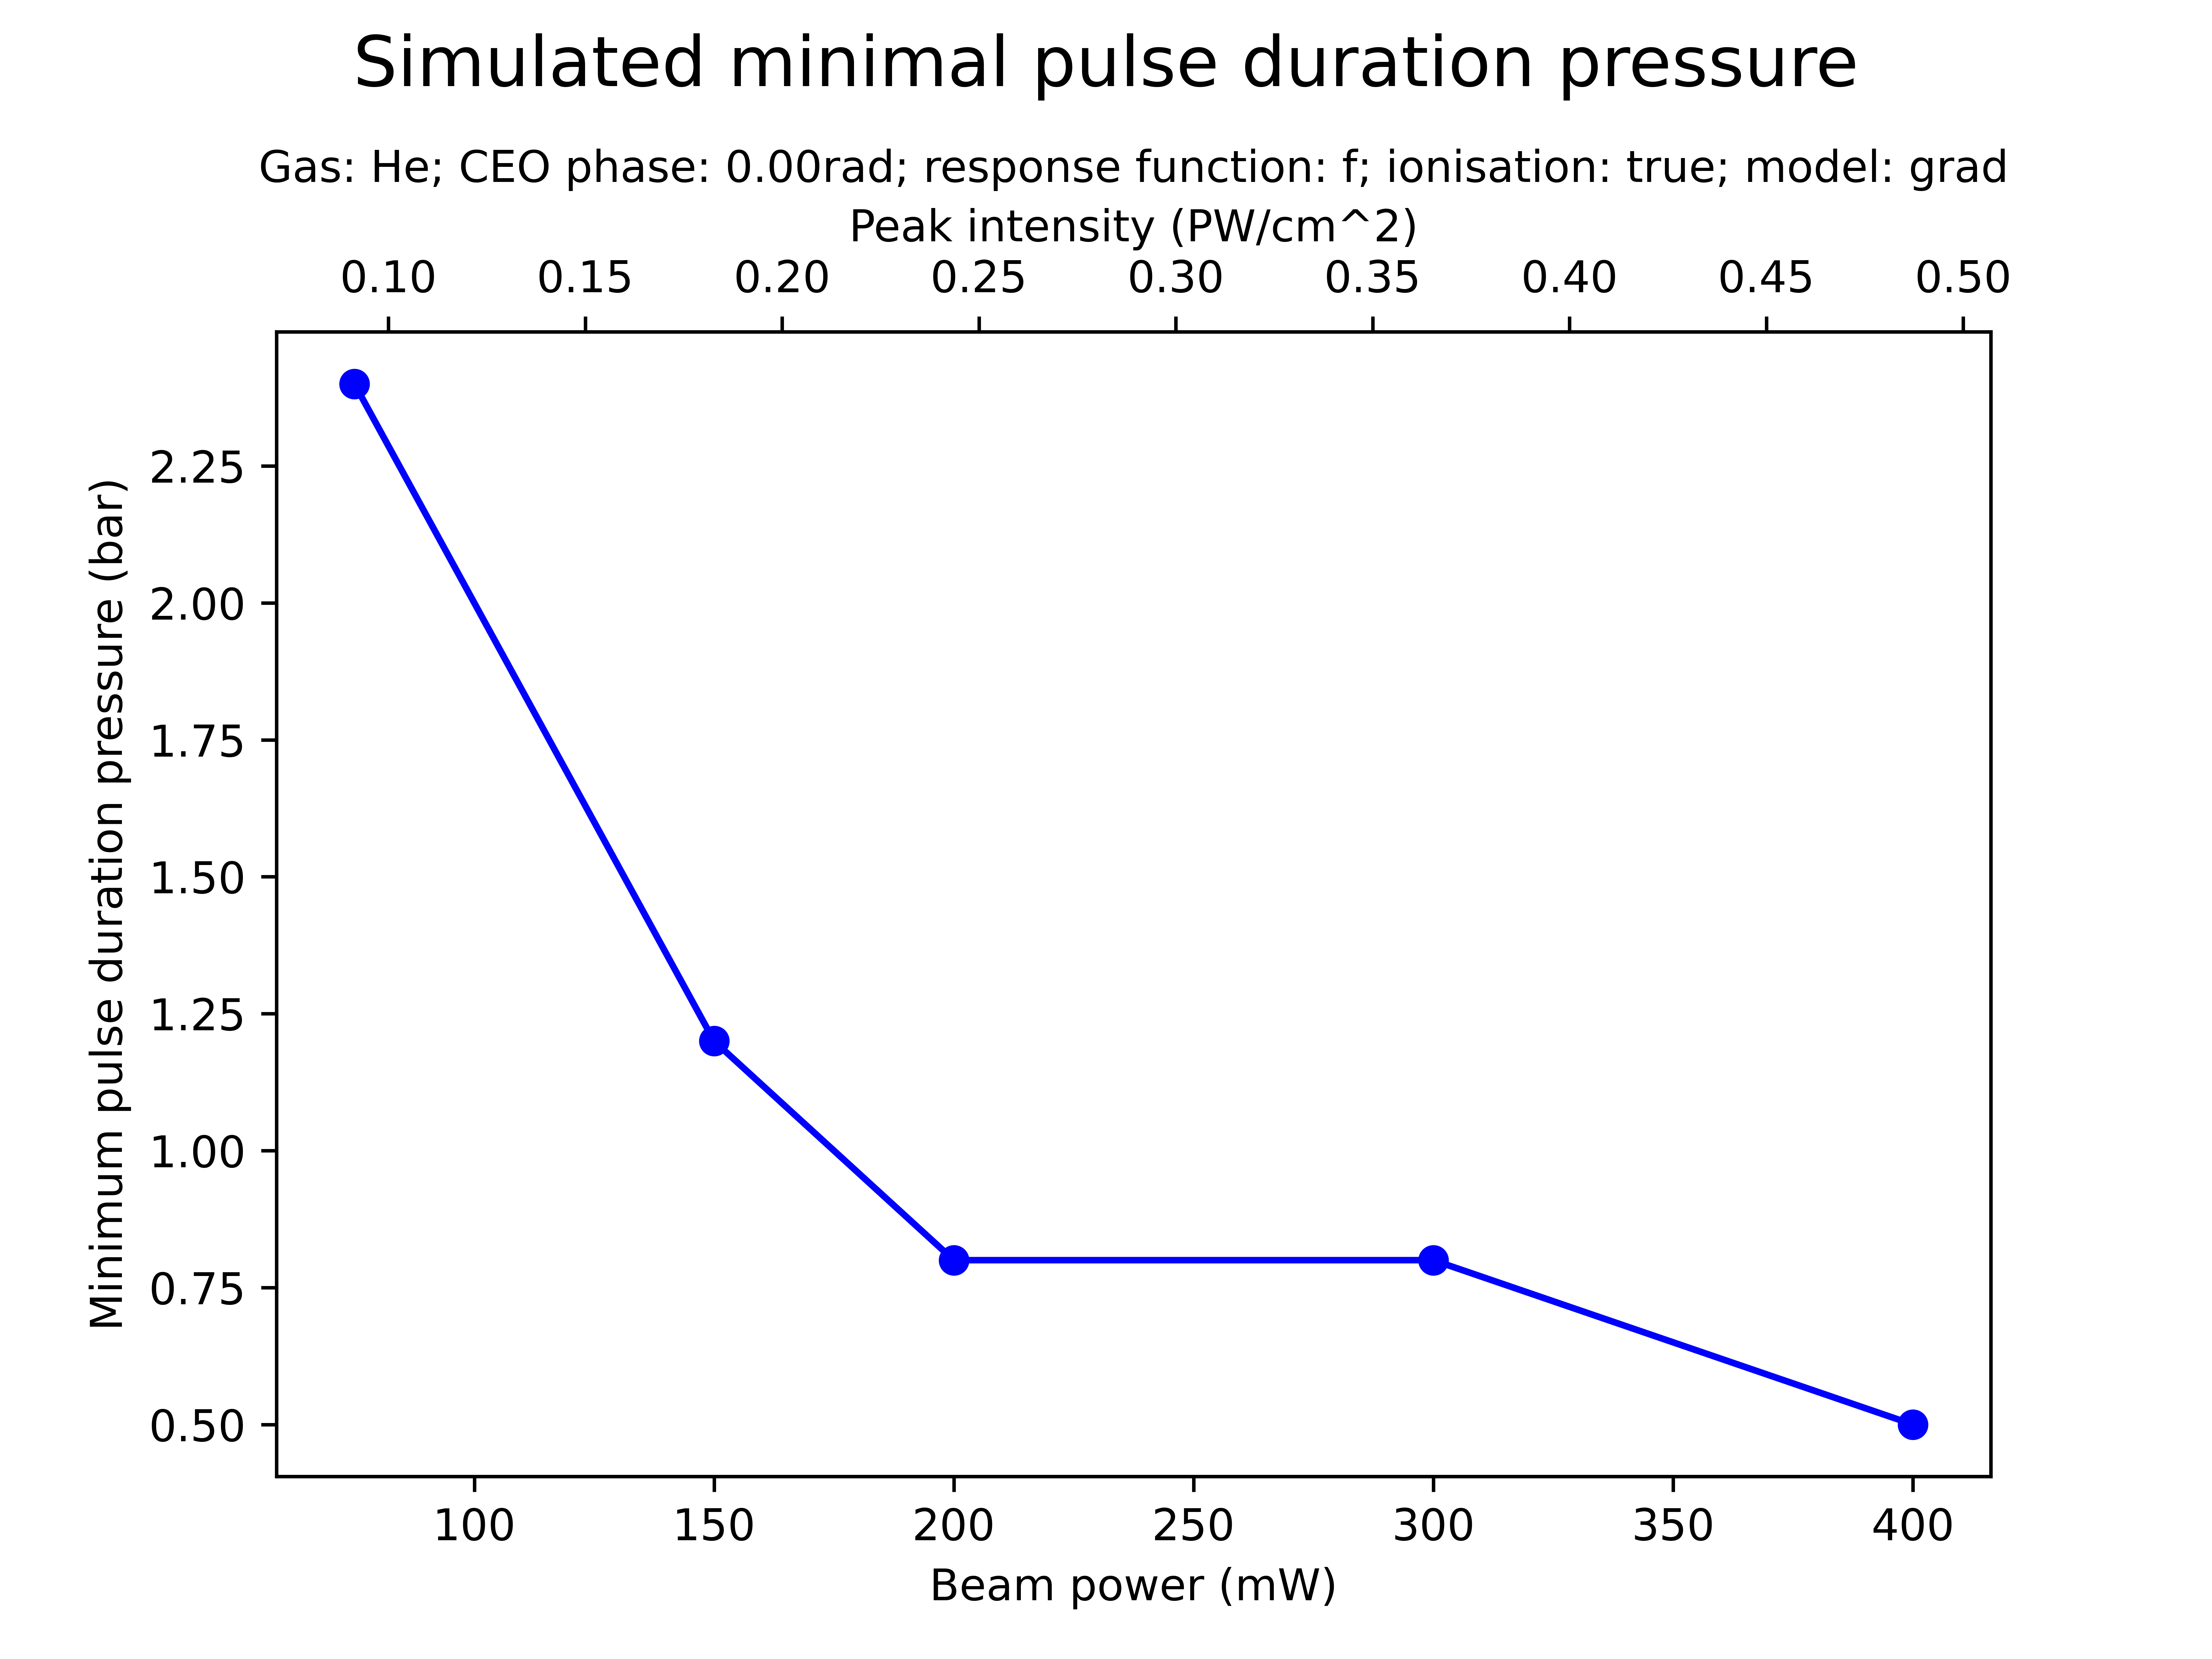 Simulated minimal pulse duration pressure
Gas: He; CEO phase: 0.00rad; response function: f; ionisation: true; model: grad
Peak intensity (PW/cm^2)
0.10 0.15 0.20 0.25 0.30 0.35 0.40 0.45 0.50
Minimum pulse duration pressure (bar)
2.25
2.00
1.75
1.50
1.25
1.00
0.75
0.50
100 150 200 250 300 350 400
Beam power (mW)